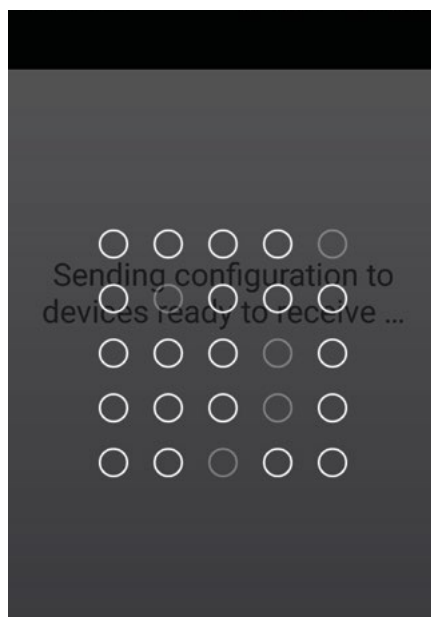 Sending configuration to
devices ready to receive ...